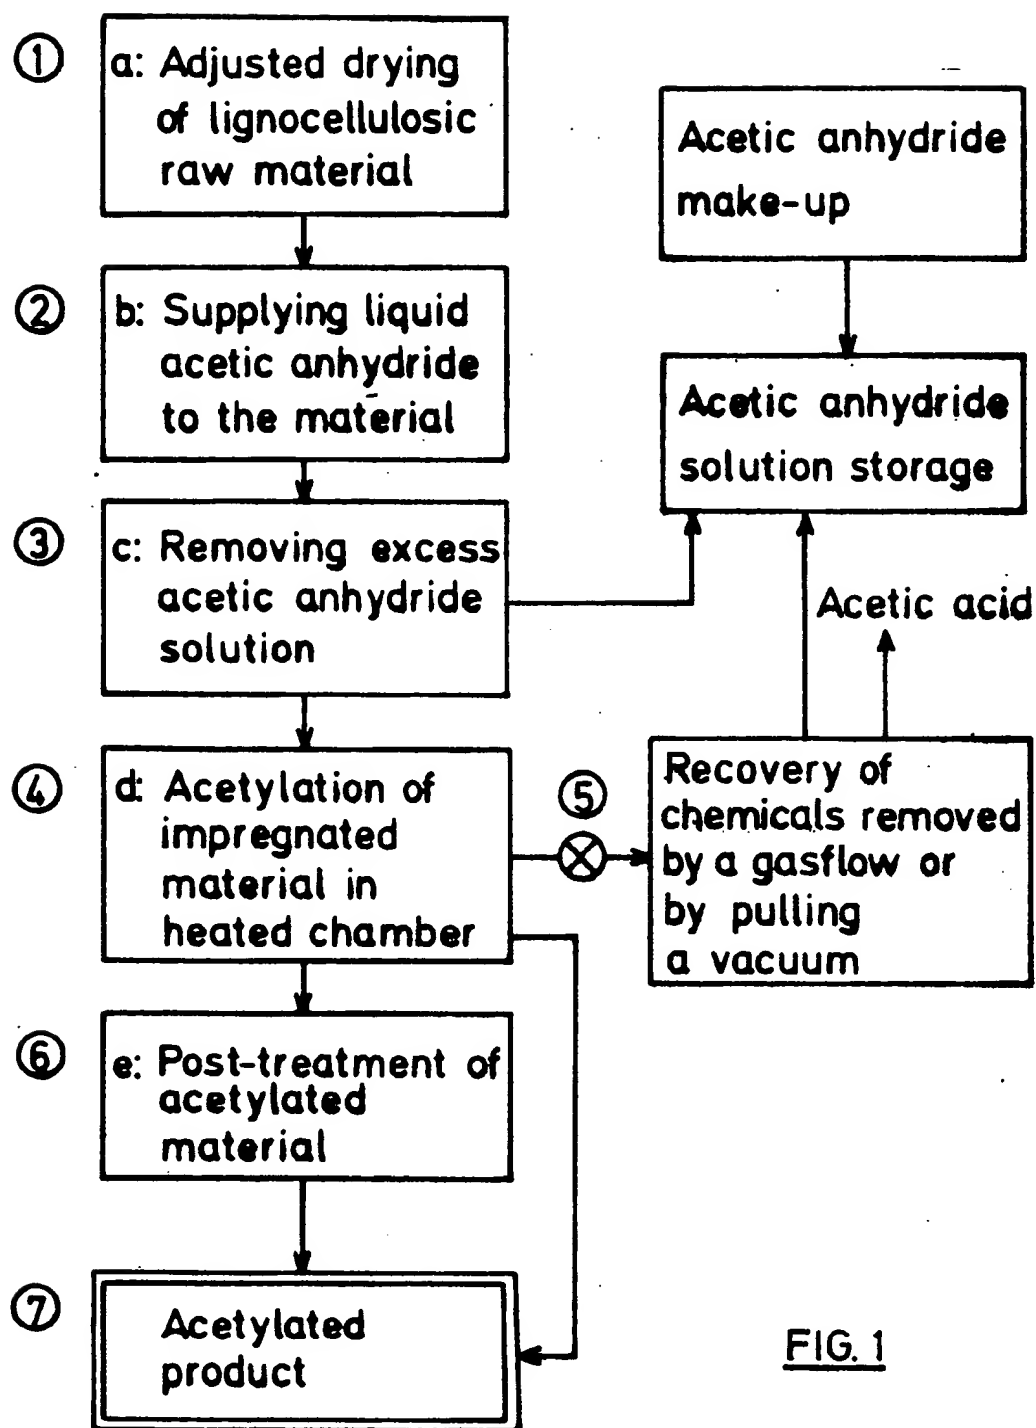 ①
a: Adjusted drying
of lignocellulosic
raw material
②
b: Supplying liquid
acetic anhydride
to the material
③
c: Removing excess
acetic anhydride
solution
④
d: Acetylation of
impregnated
material in
heated chamber
⑤
⑥
e: Post-treatment of
acetylated
material
⑦
Acetylated
product
Acetic anhydride
make-up
Acetic anhydride
solution storage
Acetic acid
Recovery of
chemicals removed
by a gasflow or
by pulling
a vacuum
FIG. 1